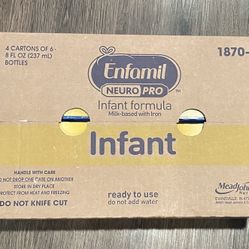 4 CARTONS OF 6 -
8 FL OZ (237 mL)
BOTTLES
1870-
Enfamil
NEURO PRO
Infant formula
Milk-based with Iron
Infant
HANDLE WITH CARE
DO NOT DROP ONE CASE ON ANOTHER
STORE IN DRY PLACE
PROTECT FROM HEAT AND FREEZING
DO NOT KNIFE CUT
ready to use
do not add water